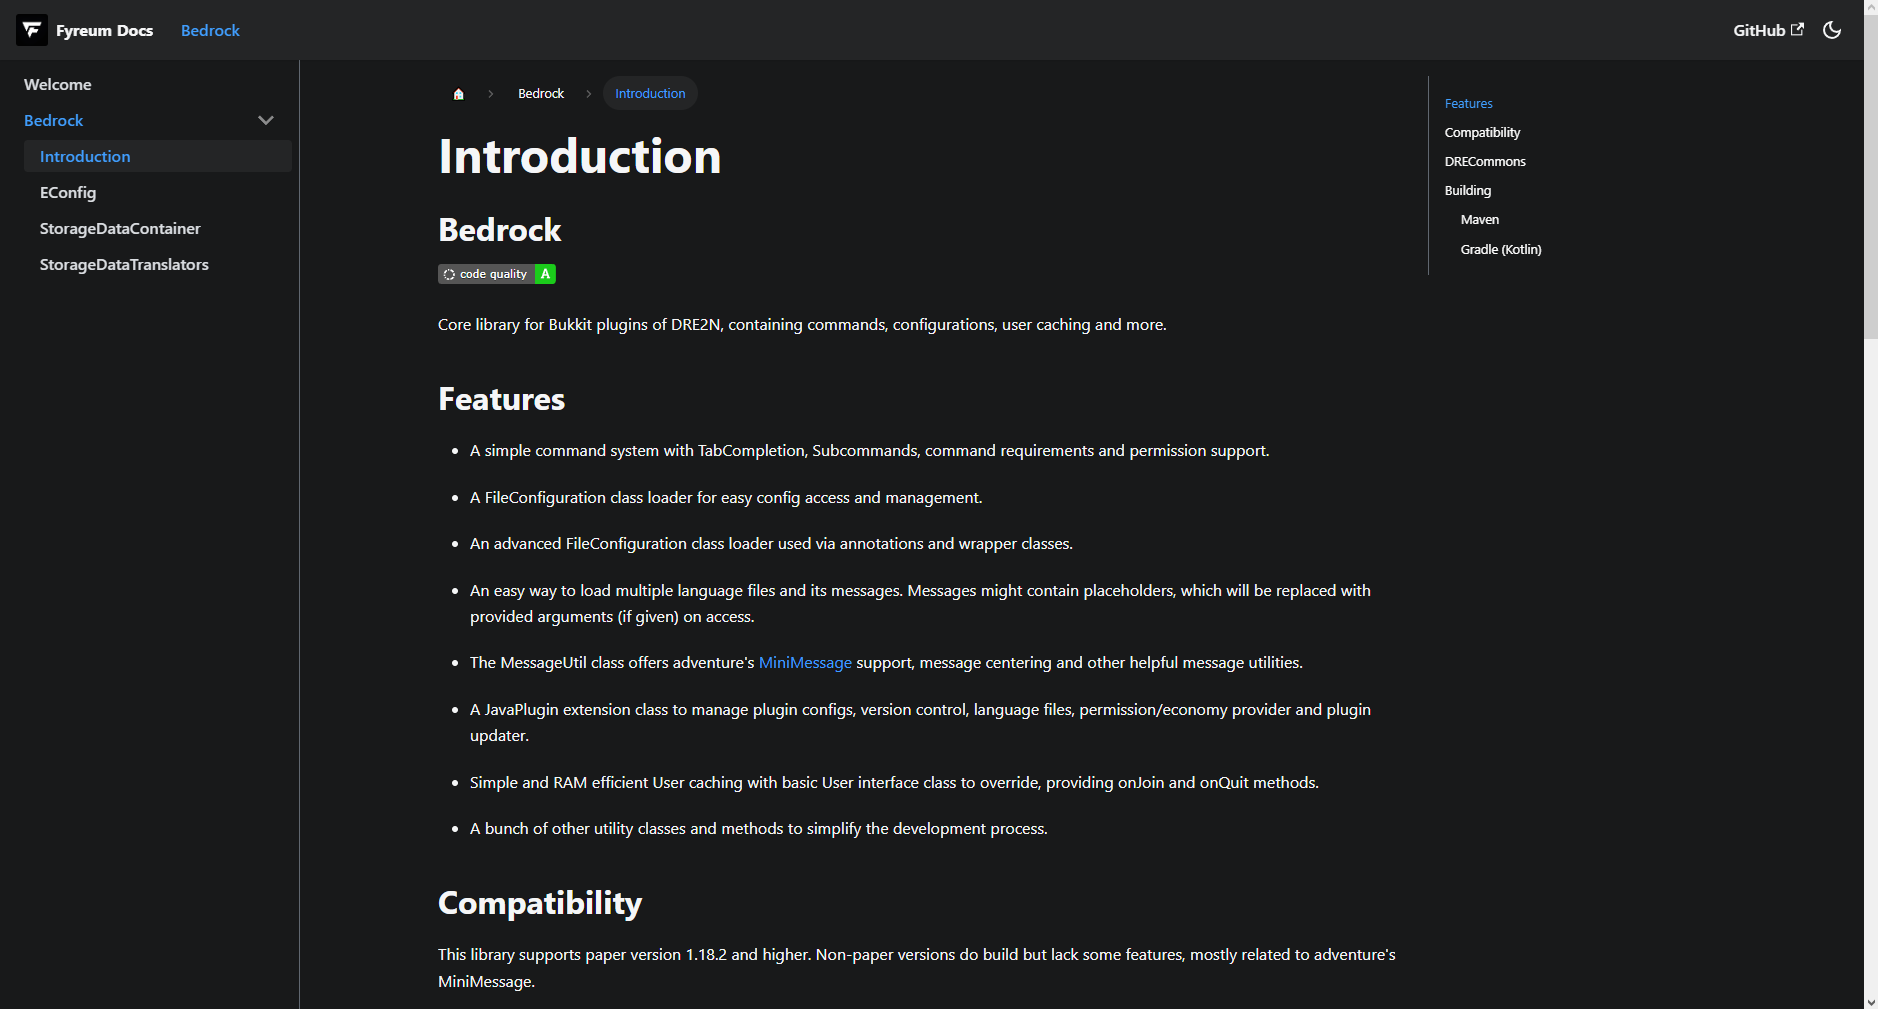 Fyreum Docs
Bedrock
GitHub
Welcome
Bedrock
Introduction
EConfig
StorageDataContainer
StorageDataTranslators
Bedrock
Introduction
Introduction
Bedrock
code quality A
Core library for Bukkit plugins of DRE2N, containing commands, configurations, user caching and more.
Features
A simple command system with TabCompletion, Subcommands, command requirements and permission support.
A FileConfiguration class loader for easy config access and management.
An advanced FileConfiguration class loader used via annotations and wrapper classes.
An easy way to load multiple language files and its messages. Messages might contain placeholders, which will be replaced with
provided arguments (if given) on access.
The MessageUtil class offers adventure's MiniMessage support, message centering and other helpful message utilities.
A JavaPlugin extension class to manage plugin configs, version control, language files, permission/economy provider and plugin
updater.
Simple and RAM efficient User caching with basic User interface class to override, providing onJoin and onQuit methods.
A bunch of other utility classes and methods to simplify the development process.
Compatibility
This library supports paper version 1.18.2 and higher. Non-paper versions do build but lack some features, mostly related to adventure's
MiniMessage.
Features
Compatibility
DRECommons
Building
Maven
Gradle (Kotlin)